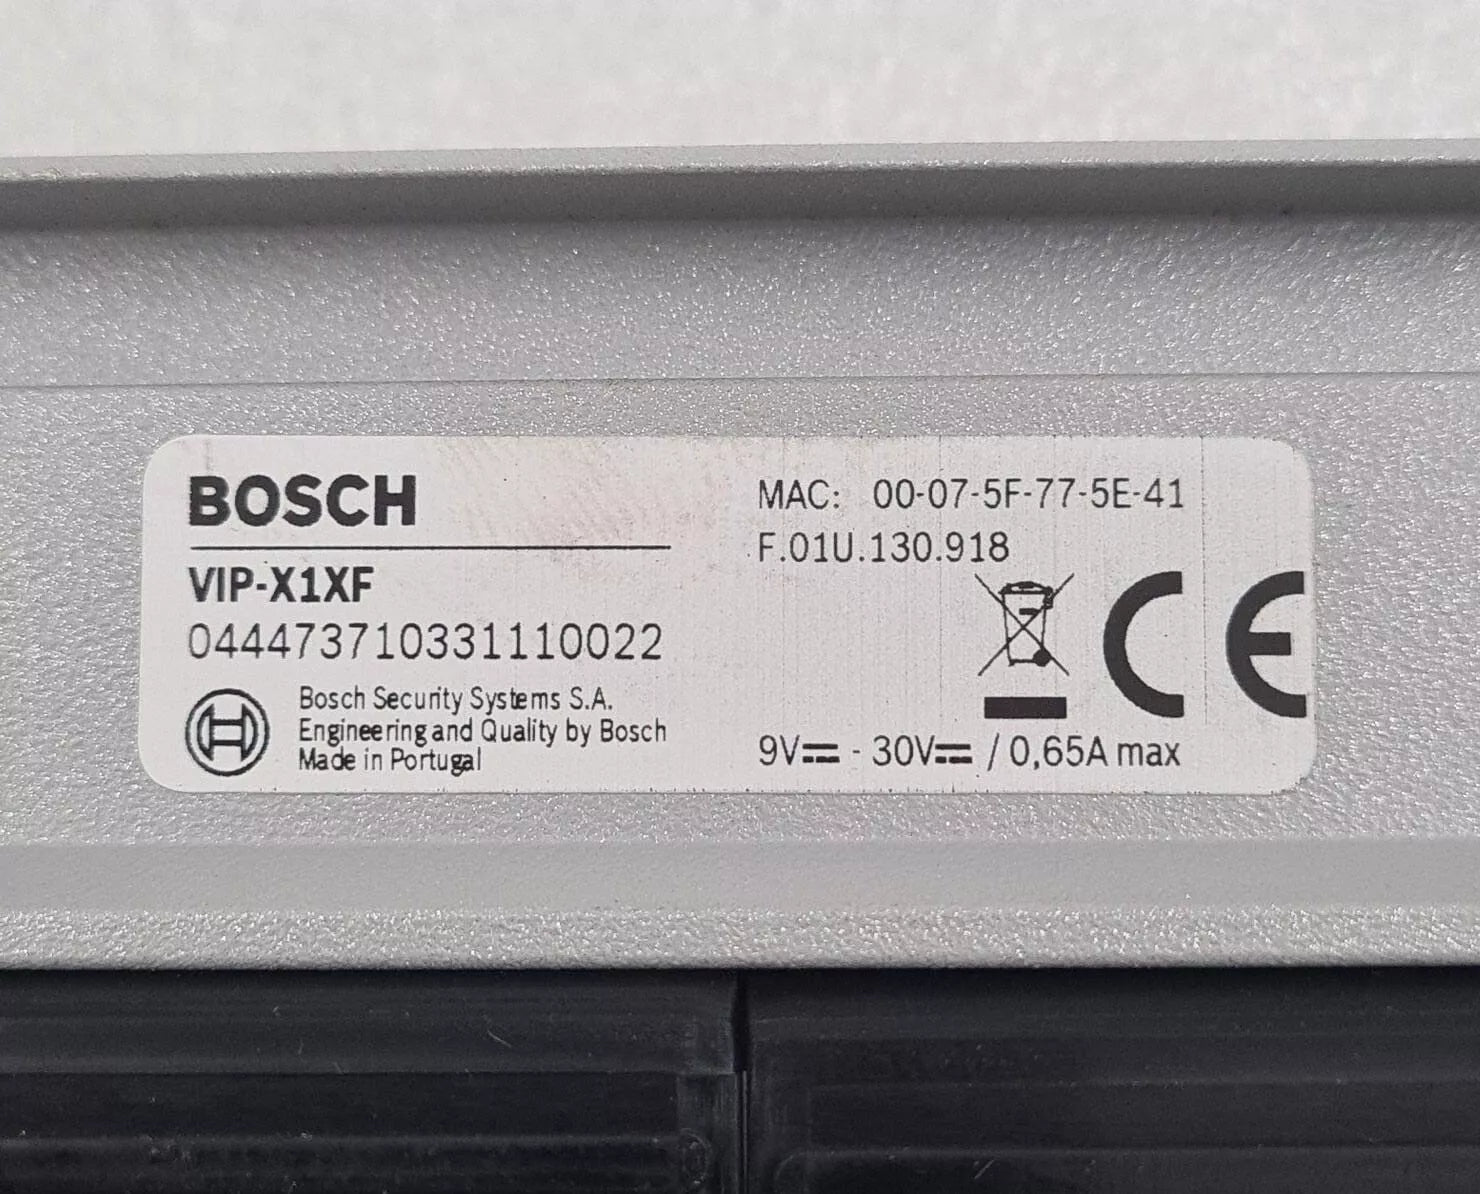 BOSCH
VIP-X1XF
044473710331110022
Bosch Security Systems S.A.
Engineering and Quality by Bosch
Made in Portugal
MAC: 00-07-5F-77-5E-41
F.01U.130.918
CE
9V⎓ - 30V⎓ / 0,65A max